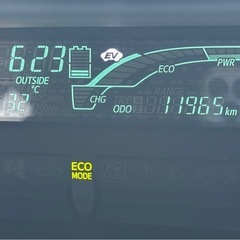 6:23
EV
PWR
ECO
OUTSIDE
°C
32
CHG
ODO 11965 km
ECO
MODE